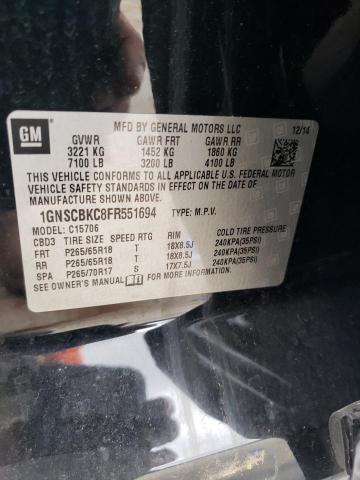 GM
MFD BY GENERAL MOTORS LLC 12/14
GVWR GAWR FRT GAWR RR
3221 KG 1452 KG 1860 KG
7100 LB 3200 LB 4100 LB
THIS VEHICLE CONFORMS TO ALL APPLICABLE U.S. FEDERAL MOTOR
VEHICLE SAFETY STANDARDS IN EFFECT ON THE DATE OF
MANUFACTURE SHOWN ABOVE.
1GNSCBKC8FR551694 TYPE: M.P.V.
MODEL: C15706
CBD3 TIRE SIZE SPEED RTG RIM COLD TIRE PRESSURE
FRT P265/65R18 T 18X8.5J 240KPA(35PSI)
RR P265/65R18 T 18X8.5J 240KPA(35PSI)
SPA P265/70R17 S 17X7.5J 240KPA(35PSI)
SEE OWNER'S MANUAL FOR ADDITIONAL INFORMATION